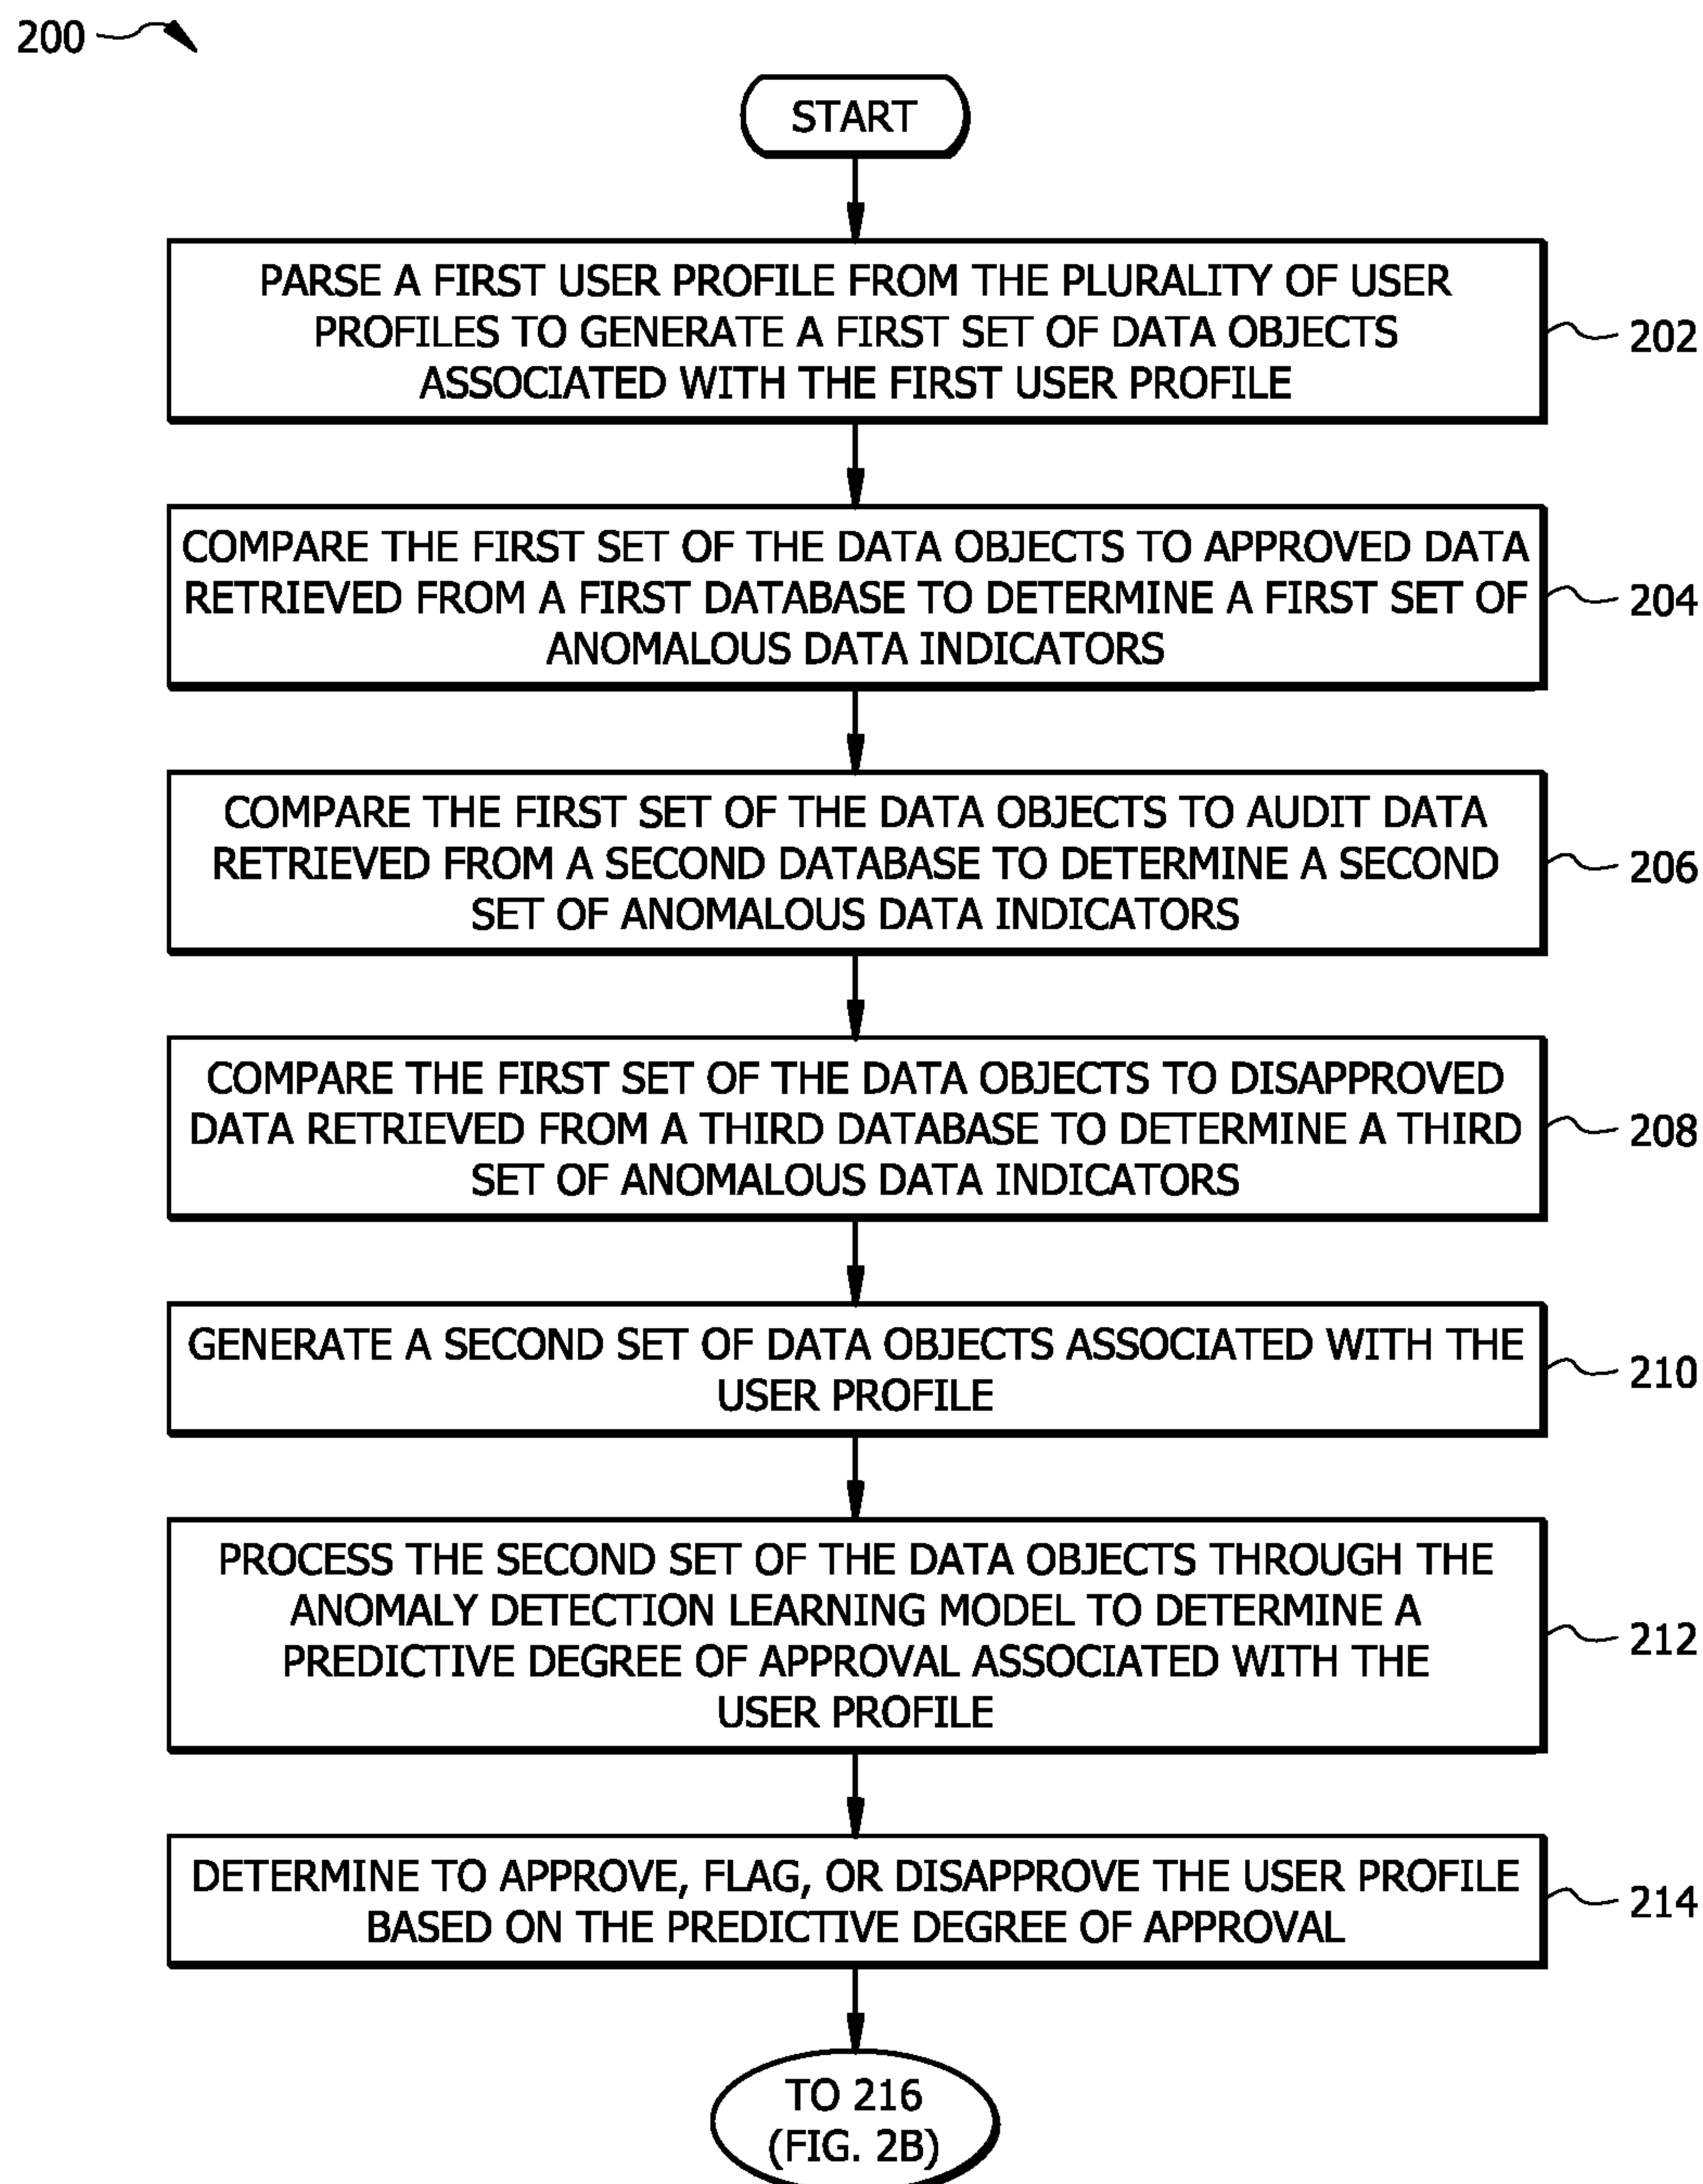 200
START
PARSE A FIRST USER PROFILE FROM THE PLURALITY OF USER
PROFILES TO GENERATE A FIRST SET OF DATA OBJECTS
ASSOCIATED WITH THE FIRST USER PROFILE
202
COMPARE THE FIRST SET OF THE DATA OBJECTS TO APPROVED DATA
RETRIEVED FROM A FIRST DATABASE TO DETERMINE A FIRST SET OF
ANOMALOUS DATA INDICATORS
204
COMPARE THE FIRST SET OF THE DATA OBJECTS TO AUDIT DATA
RETRIEVED FROM A SECOND DATABASE TO DETERMINE A SECOND
SET OF ANOMALOUS DATA INDICATORS
206
COMPARE THE FIRST SET OF THE DATA OBJECTS TO DISAPPROVED
DATA RETRIEVED FROM A THIRD DATABASE TO DETERMINE A THIRD
SET OF ANOMALOUS DATA INDICATORS
208
GENERATE A SECOND SET OF DATA OBJECTS ASSOCIATED WITH THE
USER PROFILE
210
PROCESS THE SECOND SET OF THE DATA OBJECTS THROUGH THE
ANOMALY DETECTION LEARNING MODEL TO DETERMINE A
PREDICTIVE DEGREE OF APPROVAL ASSOCIATED WITH THE
USER PROFILE
212
DETERMINE TO APPROVE, FLAG, OR DISAPPROVE THE USER PROFILE
BASED ON THE PREDICTIVE DEGREE OF APPROVAL
214
TO 216
(FIG. 2B)